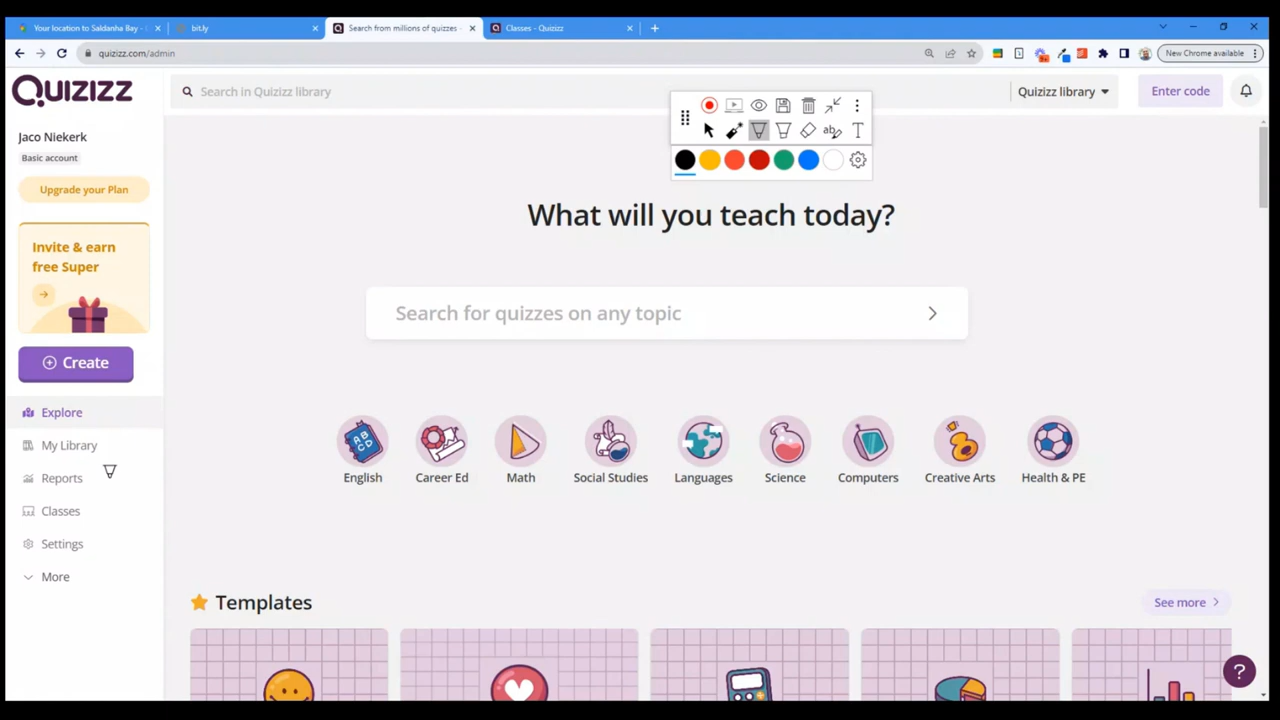 Your location to Saldanha Bay -
bit.ly
Search from millions of quizzes -
Classes - Quizizz
quizizz.com/admin
New Chrome available
QUIZIZZ
Search in Quizizz library
Quizizz library
Enter code
Jaco Niekerk
Basic account
Upgrade your Plan
Invite & earn
free Super
Create
Explore
My Library
Reports
Classes
Settings
More
What will you teach today?
Search for quizzes on any topic
English
Career Ed
Math
Social Studies
Languages
Science
Computers
Creative Arts
Health & PE
Templates
See more
?